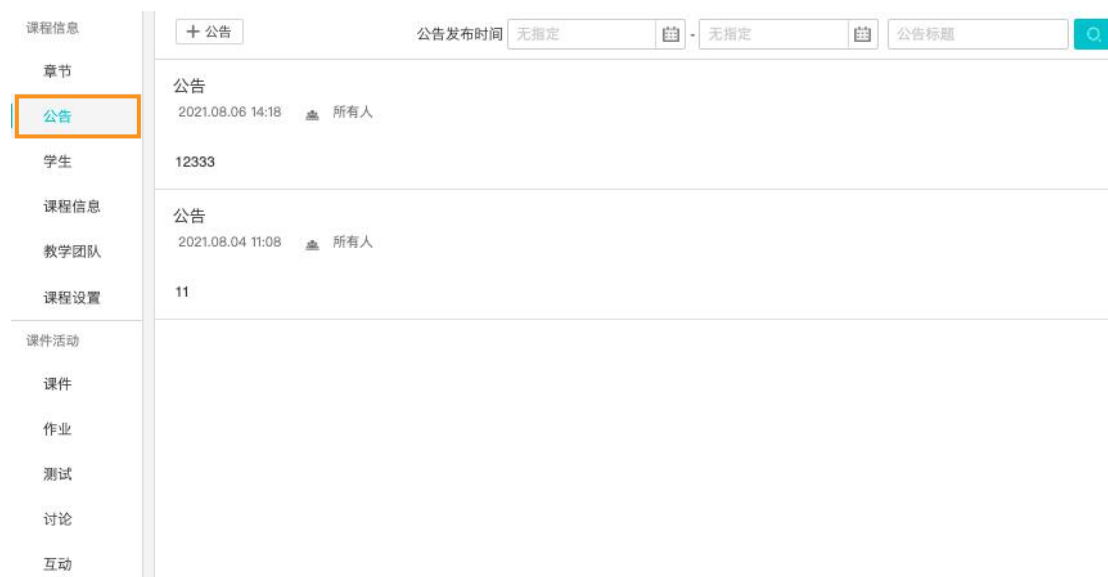 课程信息
章节
公告
学生
课程信息
教学团队
课程设置
课件活动
课件
作业
测试
讨论
互动
+ 公告
公告发布时间 无指定 - 无指定 公告标题
公告
2021.08.06 14:18 所有人
12333
公告
2021.08.04 11:08 所有人
11